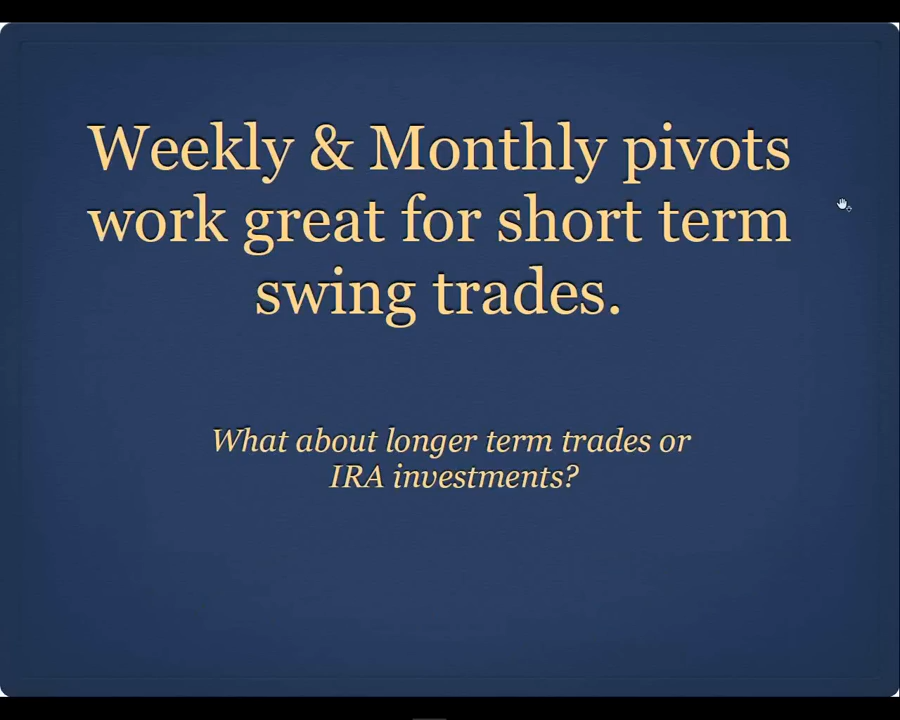 Weekly & Monthly pivots
work great for short term
swing trades.
What about longer term trades or
IRA investments?